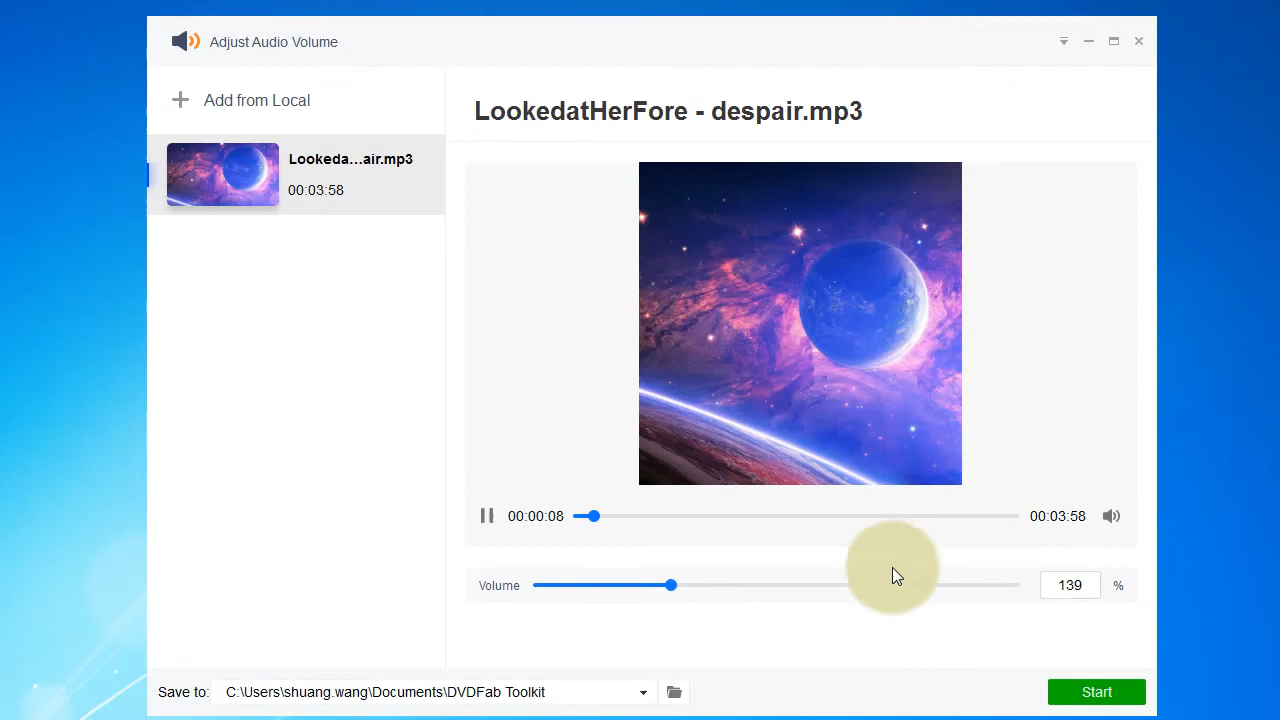 Adjust Audio Volume
Add from Local
LookedatHerFore - despair.mp3
Lookeda...air.mp3
00:03:58
00:00:08
00:03:58
Volume
139
%
Save to:
C:\Users\shuang.wang\Documents\DVDFab Toolkit
Start